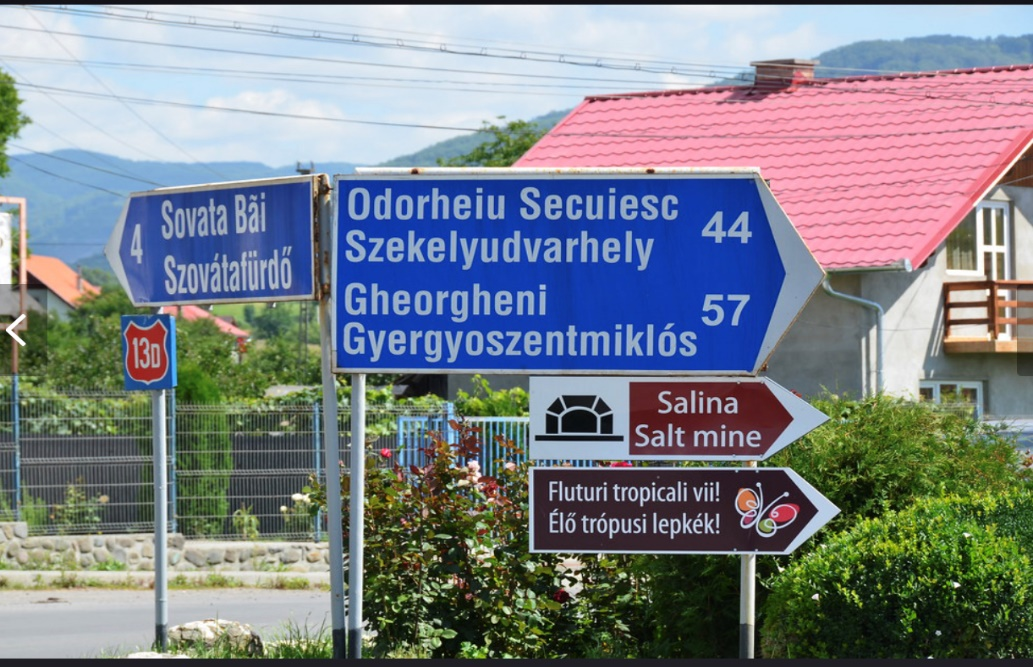 4
Sovata Bãi
Szovátafürdő
13D
Odorheiu Secuiesc
Szekelyudvarhely
44
Gheorgheni
Gyergyoszentmiklós
57
Salina
Salt mine
Fluturi tropicali vii!
Élő trópusi lepkék!